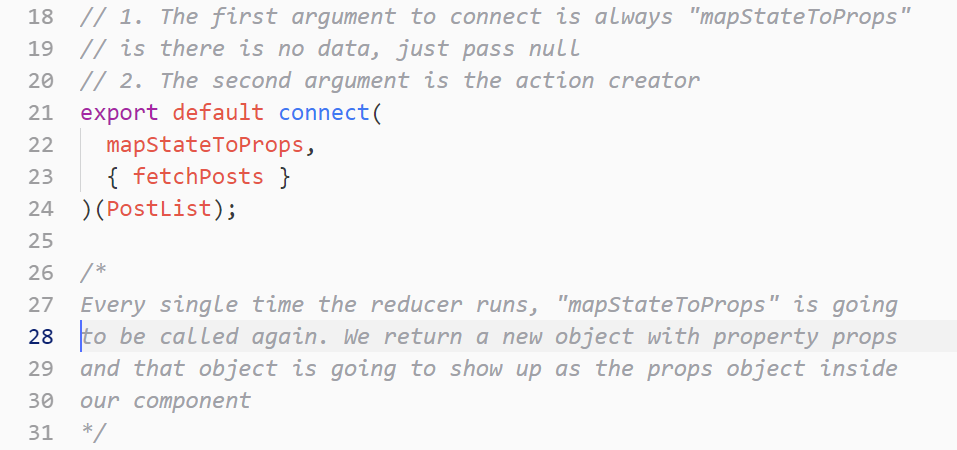 18 // 1. The first argument to connect is always "mapStateToProps"
19 // is there is no data, just pass null
20 // 2. The second argument is the action creator
21 export default connect(
22   mapStateToProps,
23   { fetchPosts }
24 )(PostList);
25
26 /*
27 Every single time the reducer runs, "mapStateToProps" is going
28 to be called again. We return a new object with property props
29 and that object is going to show up as the props object inside
30 our component
31 */